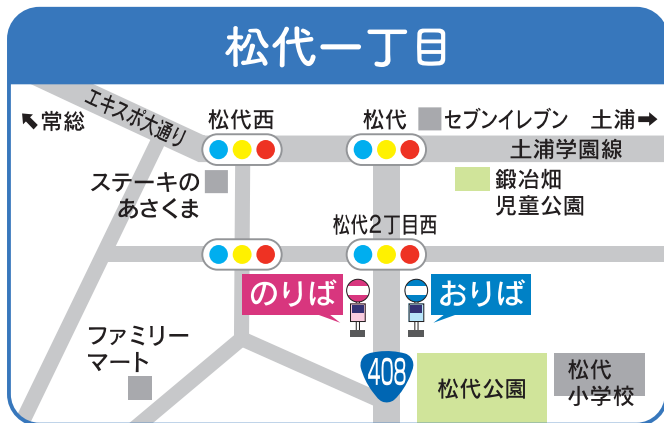 松代一丁目
エキスポ大通り
常総
松代西
松代
セブンイレブン
土浦
土浦学園線
ステーキの
あさくま
鍛冶畑
児童公園
松代2丁目西
のりば
おりば
ファミリー
マート
408
松代公園
松代
小学校